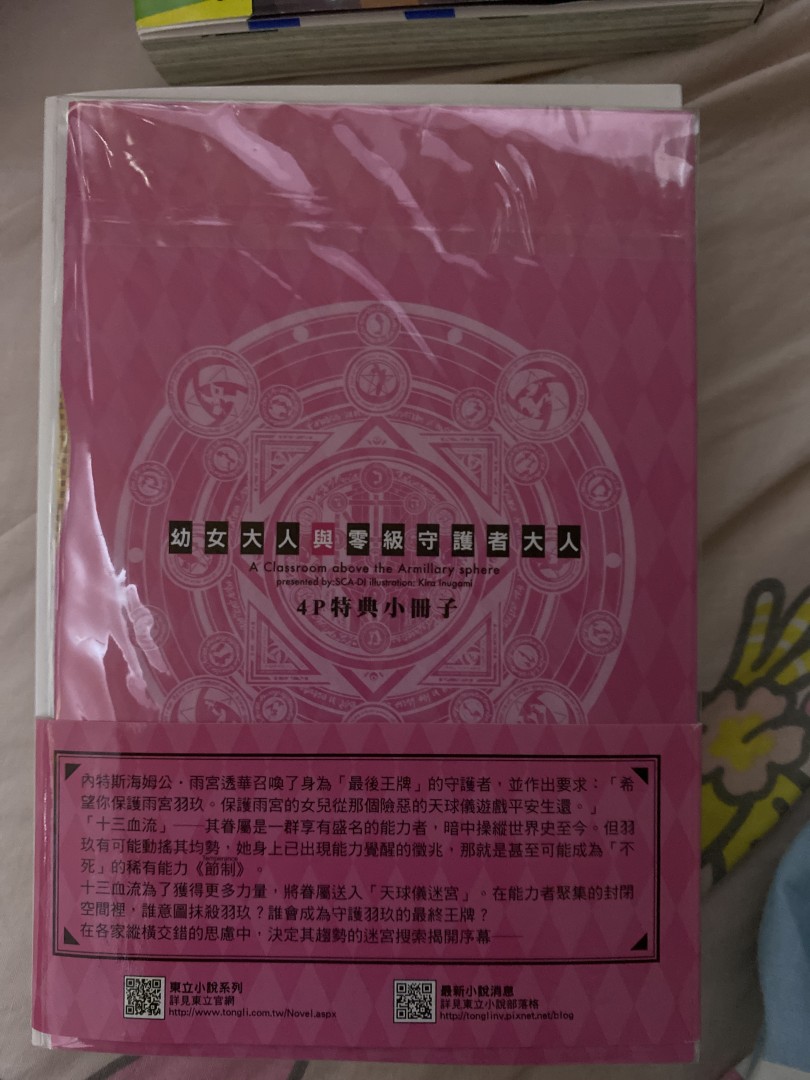 幼女大人與零級守護者大人
A Classroom above the Armillary sphere
presented by:SCA-DJ illustration: Kira Inugami
4P特典小冊子
內特斯海姆公・雨宮透華召喚了身為「最後王牌」的守護者，並作出要求：「希
望你保護雨宮羽玖。保護雨宮的女兒從那個險惡的天球儀遊戲平安生還。」
「十三血流」——其眷屬是一群享有盛名的能力者，暗中操縱世界史至今。但羽
玖有可能動搖其均勢，她身上已出現能力覺醒的徵兆，那就是甚至可能成為「不
Temperance
死」的稀有能力《節制》。
十三血流為了獲得更多力量，將眷屬送入「天球儀迷宮」。在能力者聚集的封閉
空間裡，誰意圖抹殺羽玖？誰會成為守護羽玖的最終王牌？
在各家縱橫交錯的思慮中，決定其趨勢的迷宮搜索揭開序幕——
東立小說系列
詳見東立官網
http://www.tongli.com.tw/Novel.aspx
最新小說消息
詳見東立小說部落格
http://tonglinv.pixnet.net/blog